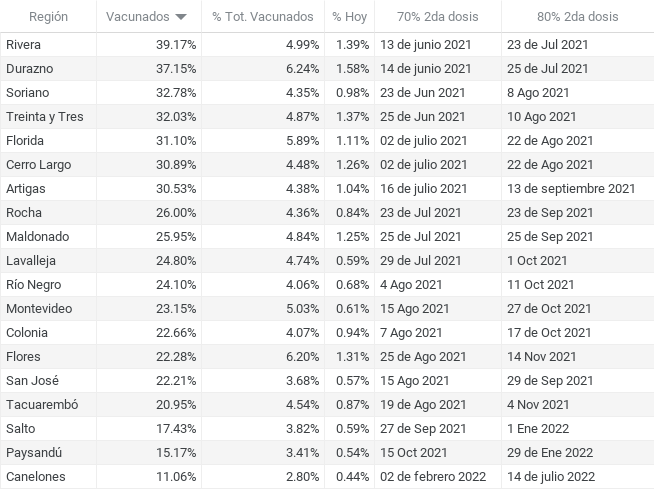 Región Vacunados % Tot. Vacunados % Hoy 70% 2da dosis 80% 2da dosis
Rivera 39.17% 4.99% 1.39% 13 de junio 2021 23 de Jul 2021
Durazno 37.15% 6.24% 1.58% 14 de junio 2021 25 de Jul 2021
Soriano 32.78% 4.35% 0.98% 23 de Jun 2021 8 Ago 2021
Treinta y Tres 32.03% 4.87% 1.37% 25 de Jun 2021 10 Ago 2021
Florida 31.10% 5.89% 1.11% 02 de julio 2021 22 de Ago 2021
Cerro Largo 30.89% 4.48% 1.26% 02 de julio 2021 22 de Ago 2021
Artigas 30.53% 4.38% 1.04% 16 de julio 2021 13 de septiembre 2021
Rocha 26.00% 4.36% 0.84% 23 de Jul 2021 23 de Sep 2021
Maldonado 25.95% 4.84% 1.25% 25 de Jul 2021 25 de Sep 2021
Lavalleja 24.80% 4.74% 0.59% 29 de Jul 2021 1 Oct 2021
Río Negro 24.10% 4.06% 0.68% 4 Ago 2021 11 Oct 2021
Montevideo 23.15% 5.03% 0.61% 15 Ago 2021 27 de Oct 2021
Colonia 22.66% 4.07% 0.94% 7 Ago 2021 17 de Oct 2021
Flores 22.28% 6.20% 1.31% 25 de Ago 2021 14 Nov 2021
San José 22.21% 3.68% 0.57% 15 Ago 2021 29 de Sep 2021
Tacuarembó 20.95% 4.54% 0.87% 19 de Ago 2021 4 Nov 2021
Salto 17.43% 3.82% 0.59% 27 de Sep 2021 1 Ene 2022
Paysandú 15.17% 3.41% 0.54% 15 Oct 2021 29 de Ene 2022
Canelones 11.06% 2.80% 0.44% 02 de febrero 2022 14 de julio 2022